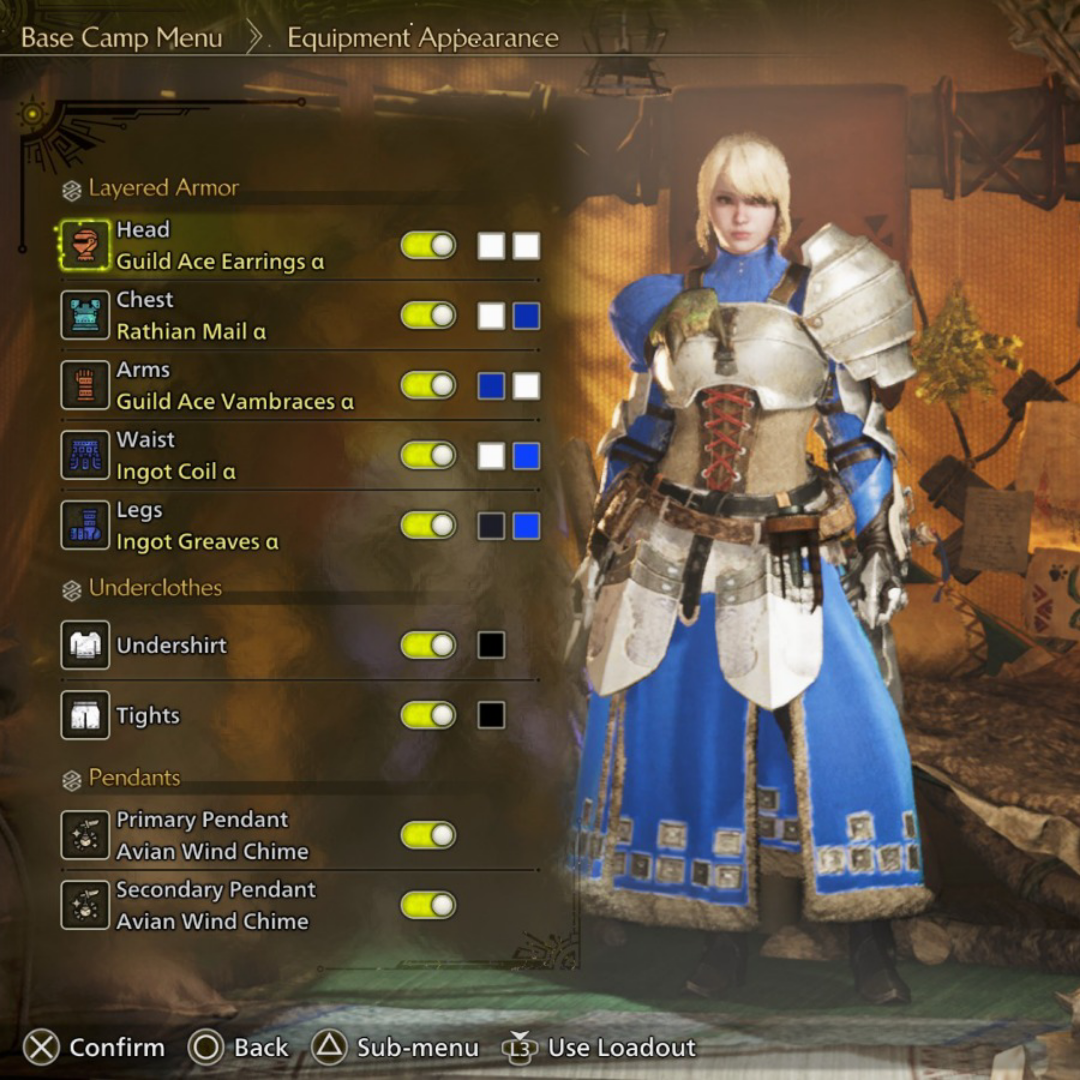 Base Camp Menu
Equipment Appearance
Layered Armor
Head
Guild Ace Earrings α
Chest
Rathian Mail α
Arms
Guild Ace Vambraces α
Waist
Ingot Coil α
Legs
Ingot Greaves α
Underclothes
Undershirt
Tights
Pendants
Primary Pendant
Avian Wind Chime
Secondary Pendant
Avian Wind Chime
Confirm Back Sub-menu L3 Use Loadout